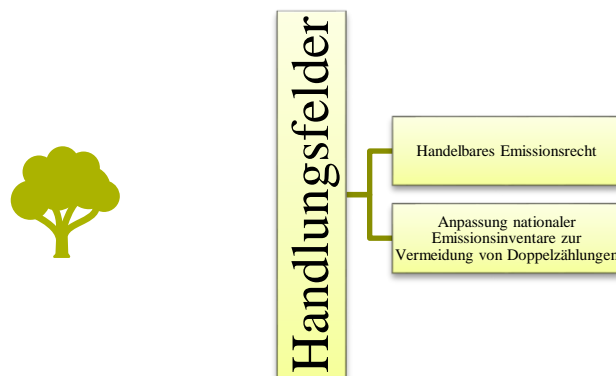 Handlungsfelder
Handelbares Emissionsrecht
Anpassung nationaler
Emissionsinventare zur
Vermeidung von Doppelzählungen